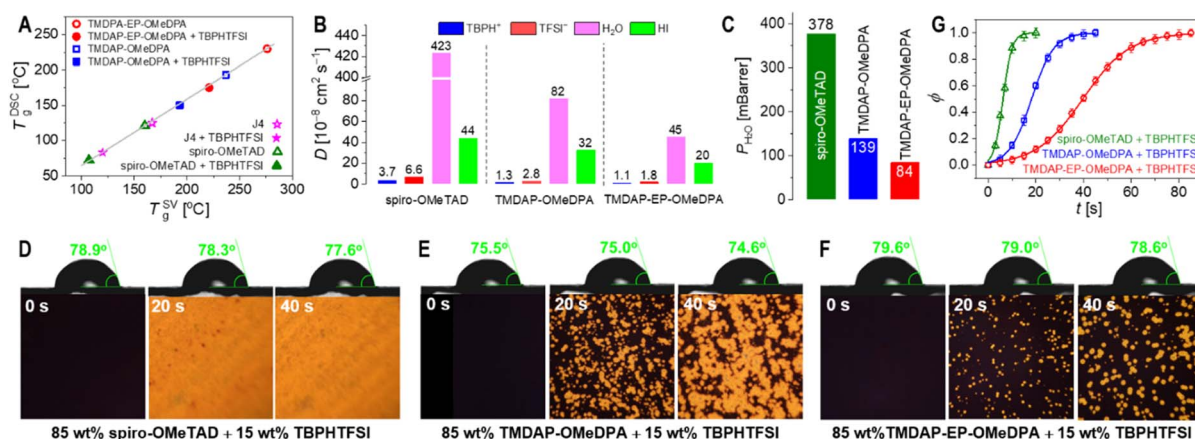 A
T_g^DSC [°C]
250
200
150
100
50
TMDPA-EP-OMeDPA
TMDAP-EP-OMeDPA + TBPHTFSI
TMDAP-OMeDPA
TMDAP-OMeDPA + TBPHTFSI
J4
J4 + TBPHTFSI
spiro-OMeTAD
spiro-OMeTAD + TBPHTFSI
100 150 200 250 300
T_g^SV [°C]
B
TBPH⁺ TFSI⁻ H₂O HI
D [10⁻⁸ cm² s⁻¹]
420
400
80
60
40
20
0
3.7 6.6 423 44
1.3 2.8 82 32
1.1 1.8 45 20
spiro-OMeTAD TMDAP-OMeDPA TMDAP-EP-OMeDPA
C
P_H₂O [mBarrer]
400
300
200
100
0
378
139
84
spiro-OMeTAD
TMDAP-OMeDPA
TMDAP-EP-OMeDPA
G
ϕ
1.0
0.8
0.6
0.4
0.2
0.0
spiro-OMeTAD + TBPHTFSI
TMDAP-OMeDPA + TBPHTFSI
TMDAP-EP-OMeDPA + TBPHTFSI
0 20 40 60 80
t [s]
D
78.9° 78.3° 77.6°
0 s 20 s 40 s
85 wt% spiro-OMeTAD + 15 wt% TBPHTFSI
E
75.5° 75.0° 74.6°
0 s 20 s 40 s
85 wt% TMDAP-OMeDPA + 15 wt% TBPHTFSI
F
79.6° 79.0° 78.6°
0 s 20 s 40 s
85 wt%TMDAP-EP-OMeDPA + 15 wt% TBPHTFSI